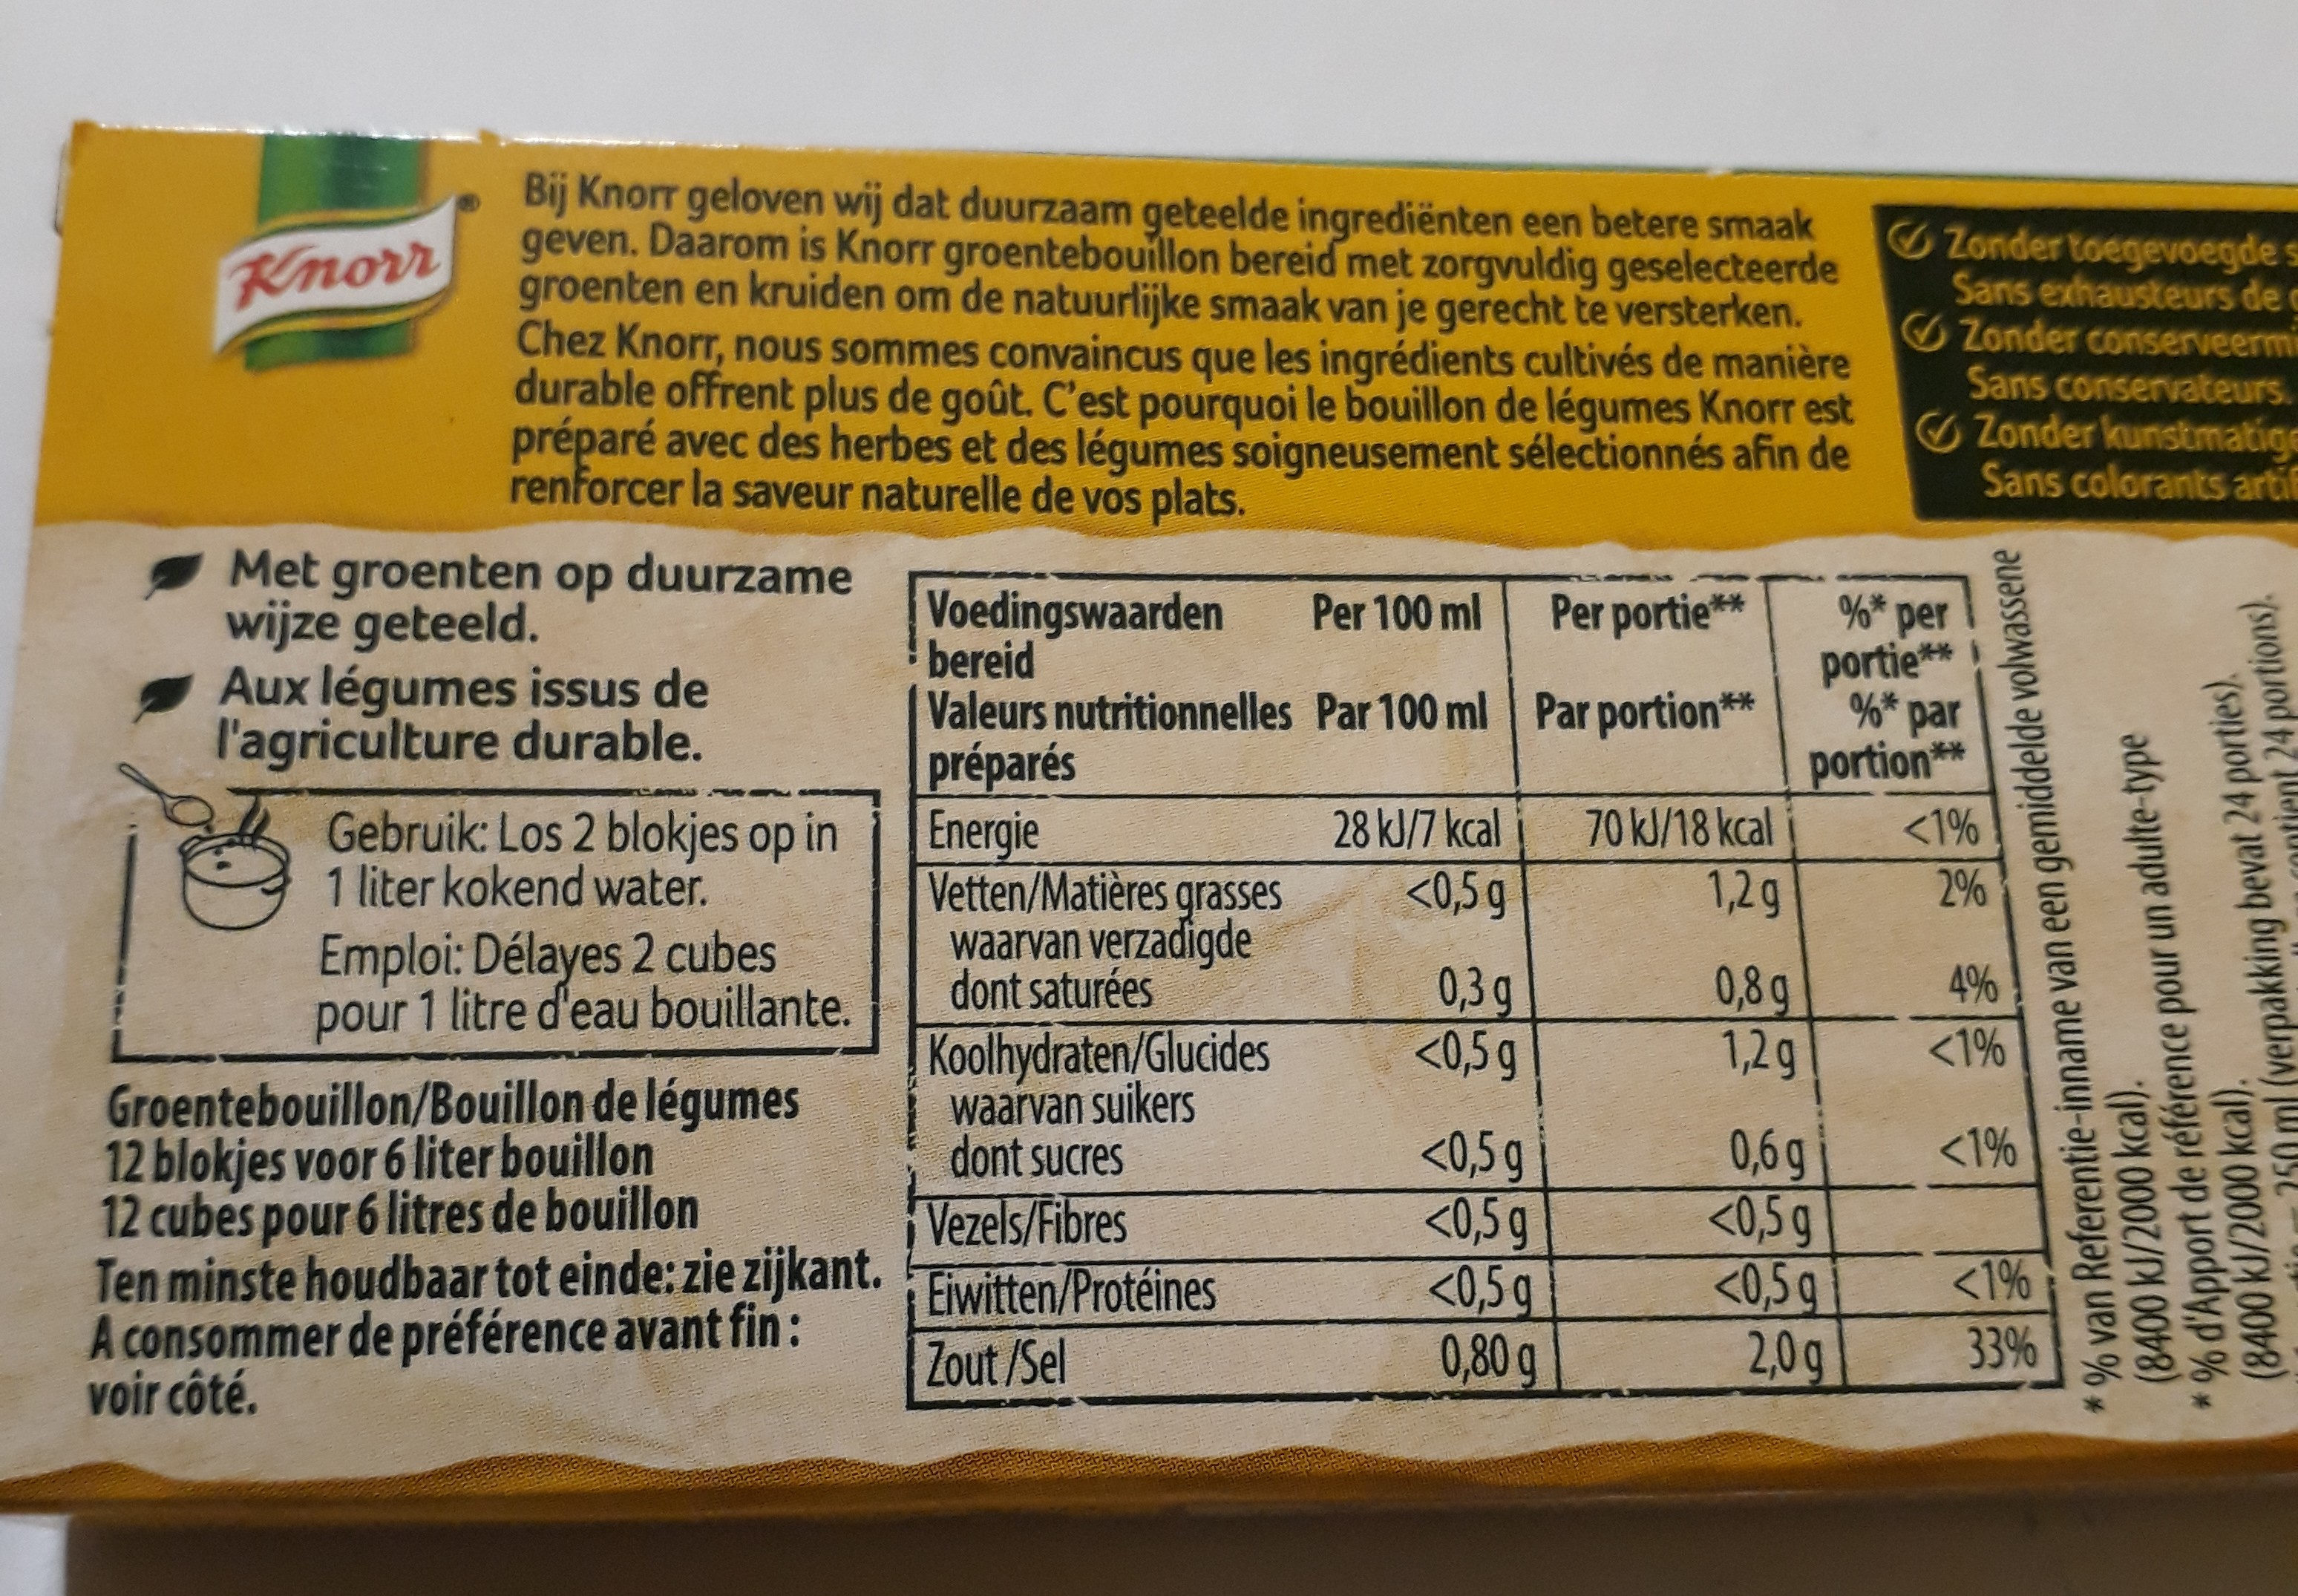 Knorr®
Bij Knorr geloven wij dat duurzaam geteelde ingrediënten een betere smaak
geven. Daarom is Knorr groentebouillon bereid met zorgvuldig geselecteerde
groenten en kruiden om de natuurlijke smaak van je gerecht te versterken.
Chez Knorr, nous sommes convaincus que les ingrédients cultivés de manière
durable offrent plus de goût. C'est pourquoi le bouillon de légumes Knorr est
préparé avec des herbes et des légumes soigneusement sélectionnés afin de
renforcer la saveur naturelle de vos plats.
Zonder toegevoegde
Sans exhausteurs de
Zonder
Sans conservateurs.
Zonder
Sans colorants
Met groenten op duurzame
wijze geteeld.
Aux légumes issus de
l'agriculture durable.
Gebruik: Los 2 blokjes op in
1 liter kokend water.
Emploi: Délayes 2 cubes
pour 1 litre d'eau bouillante.
Groentebouillon/Bouillon de légumes
12 blokjes voor 6 liter bouillon
12 cubes pour 6 litres de bouillon
Ten minste houdbaar tot einde: zie zijkant.
A consommer de préférence avant fin :
voir côté.
Voedingswaarden Per 100 ml Per portie** %* per
bereid portie**
Valeurs nutritionnelles Par 100 ml Par portion** %* par
préparés portion**
Energie 28 kJ/7 kcal 70 kJ/18 kcal <1%
Vetten/Matières grasses <0,5 g 1,2 g 2%
waarvan verzadigde
dont saturées 0,3 g 0,8 g 4%
Koolhydraten/Glucides <0,5 g 1,2 g <1%
waarvan suikers
dont sucres <0,5 g 0,6 g <1%
Vezels/Fibres <0,5 g <0,5 g
Eiwitten/Protéines <0,5 g <0,5 g <1%
Zout/Sel 0,80 g 2,0 g 33%
* % van Referentie-inname van een gemiddelde volwassene
(8400 kJ/2000 kcal).
* % d'Apport de référence pour un adulte-type
(8400 kJ/2000 kcal).
= 250 ml (verpakking bevat 24 porties).
contient 24 portions).